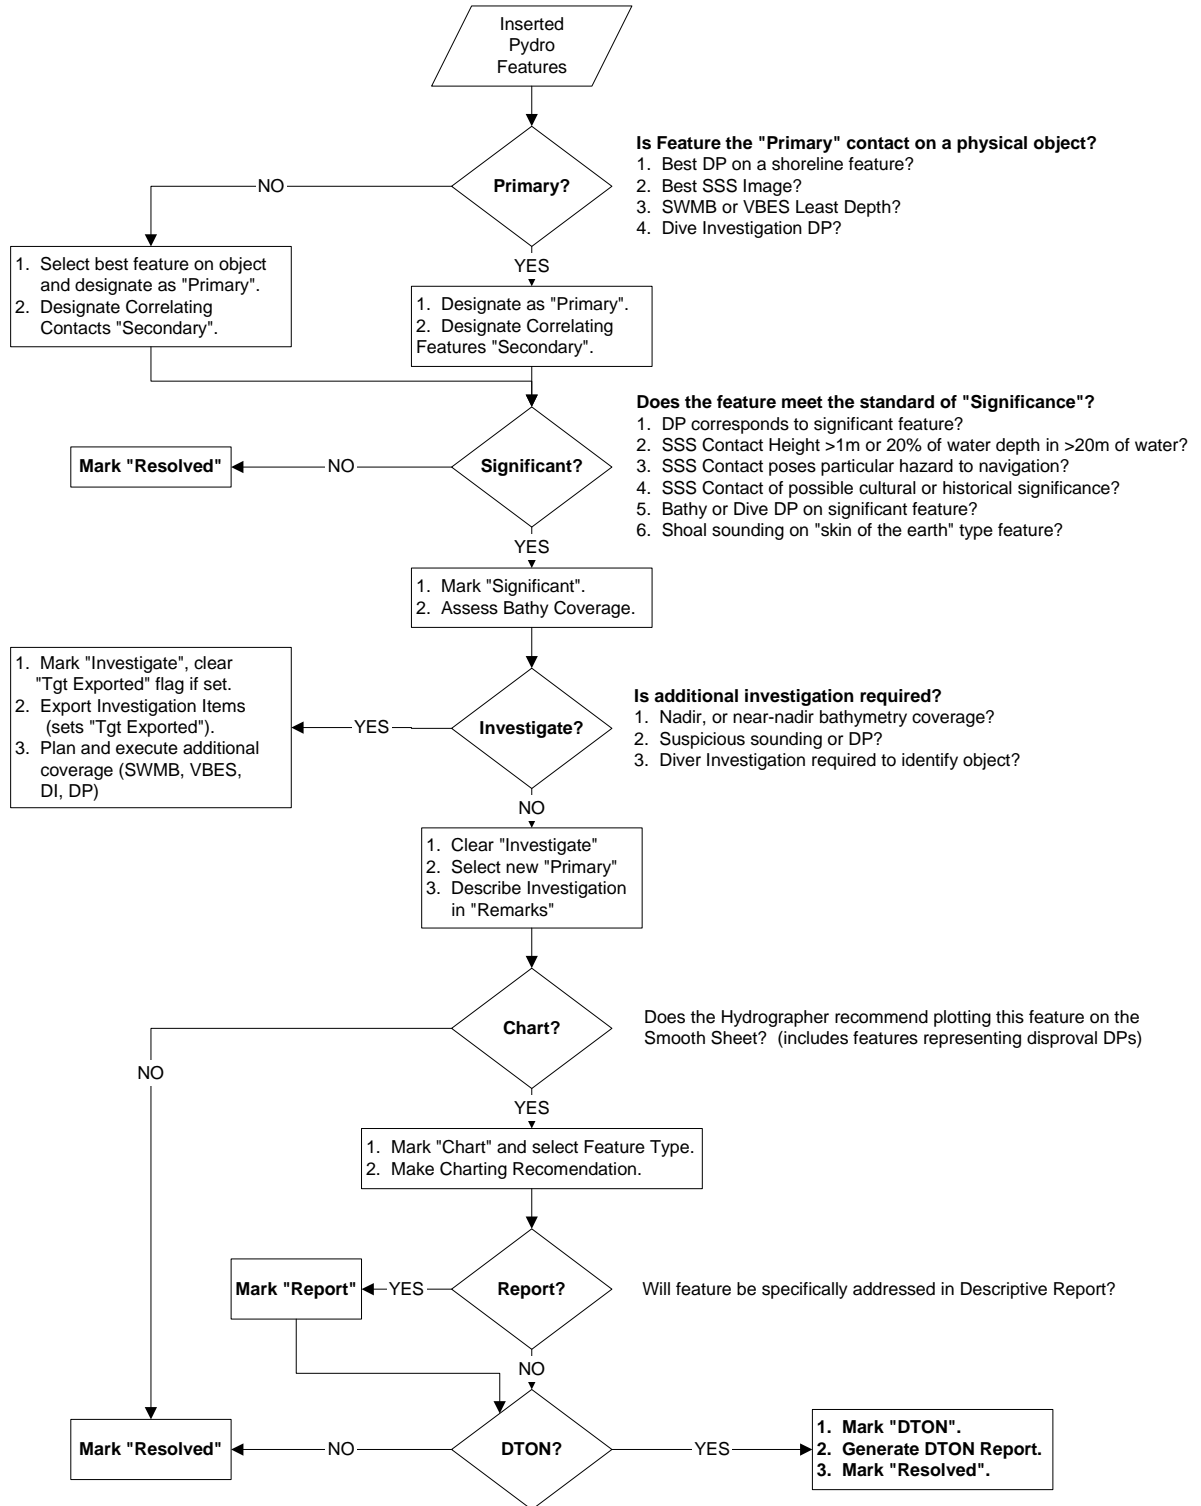 Inserted
Pydro
Features
Primary?
Is Feature the "Primary" contact on a physical object?
1. Best DP on a shoreline feature?
2. Best SSS Image?
3. SWMB or VBES Least Depth?
4. Dive Investigation DP?
NO
YES
1. Select best feature on object
and designate as "Primary".
2. Designate Correlating
Contacts "Secondary".
1. Designate as "Primary".
2. Designate Correlating
Features "Secondary".
Does the feature meet the standard of "Significance"?
1. DP corresponds to significant feature?
2. SSS Contact Height >1m or 20% of water depth in >20m of water?
3. SSS Contact poses particular hazard to navigation?
4. SSS Contact of possible cultural or historical significance?
5. Bathy or Dive DP on significant feature?
6. Shoal sounding on "skin of the earth" type feature?
Mark "Resolved"
NO
Significant?
YES
1. Mark "Significant".
2. Assess Bathy Coverage.
1. Mark "Investigate", clear
"Tgt Exported" flag if set.
2. Export Investigation Items
(sets "Tgt Exported").
3. Plan and execute additional
coverage (SWMB, VBES,
DI, DP)
YES
Investigate?
Is additional investigation required?
1. Nadir, or near-nadir bathymetry coverage?
2. Suspicious sounding or DP?
3. Diver Investigation required to identify object?
NO
1. Clear "Investigate"
2. Select new "Primary"
3. Describe Investigation
in "Remarks"
Chart?
Does the Hydrographer recommend plotting this feature on the
Smooth Sheet? (includes features representing disproval DPs)
NO
YES
1. Mark "Chart" and select Feature Type.
2. Make Charting Recomendation.
Mark "Report"
YES
Report?
Will feature be specifically addressed in Descriptive Report?
NO
Mark "Resolved"
NO
DTON?
YES
1. Mark "DTON".
2. Generate DTON Report.
3. Mark "Resolved".